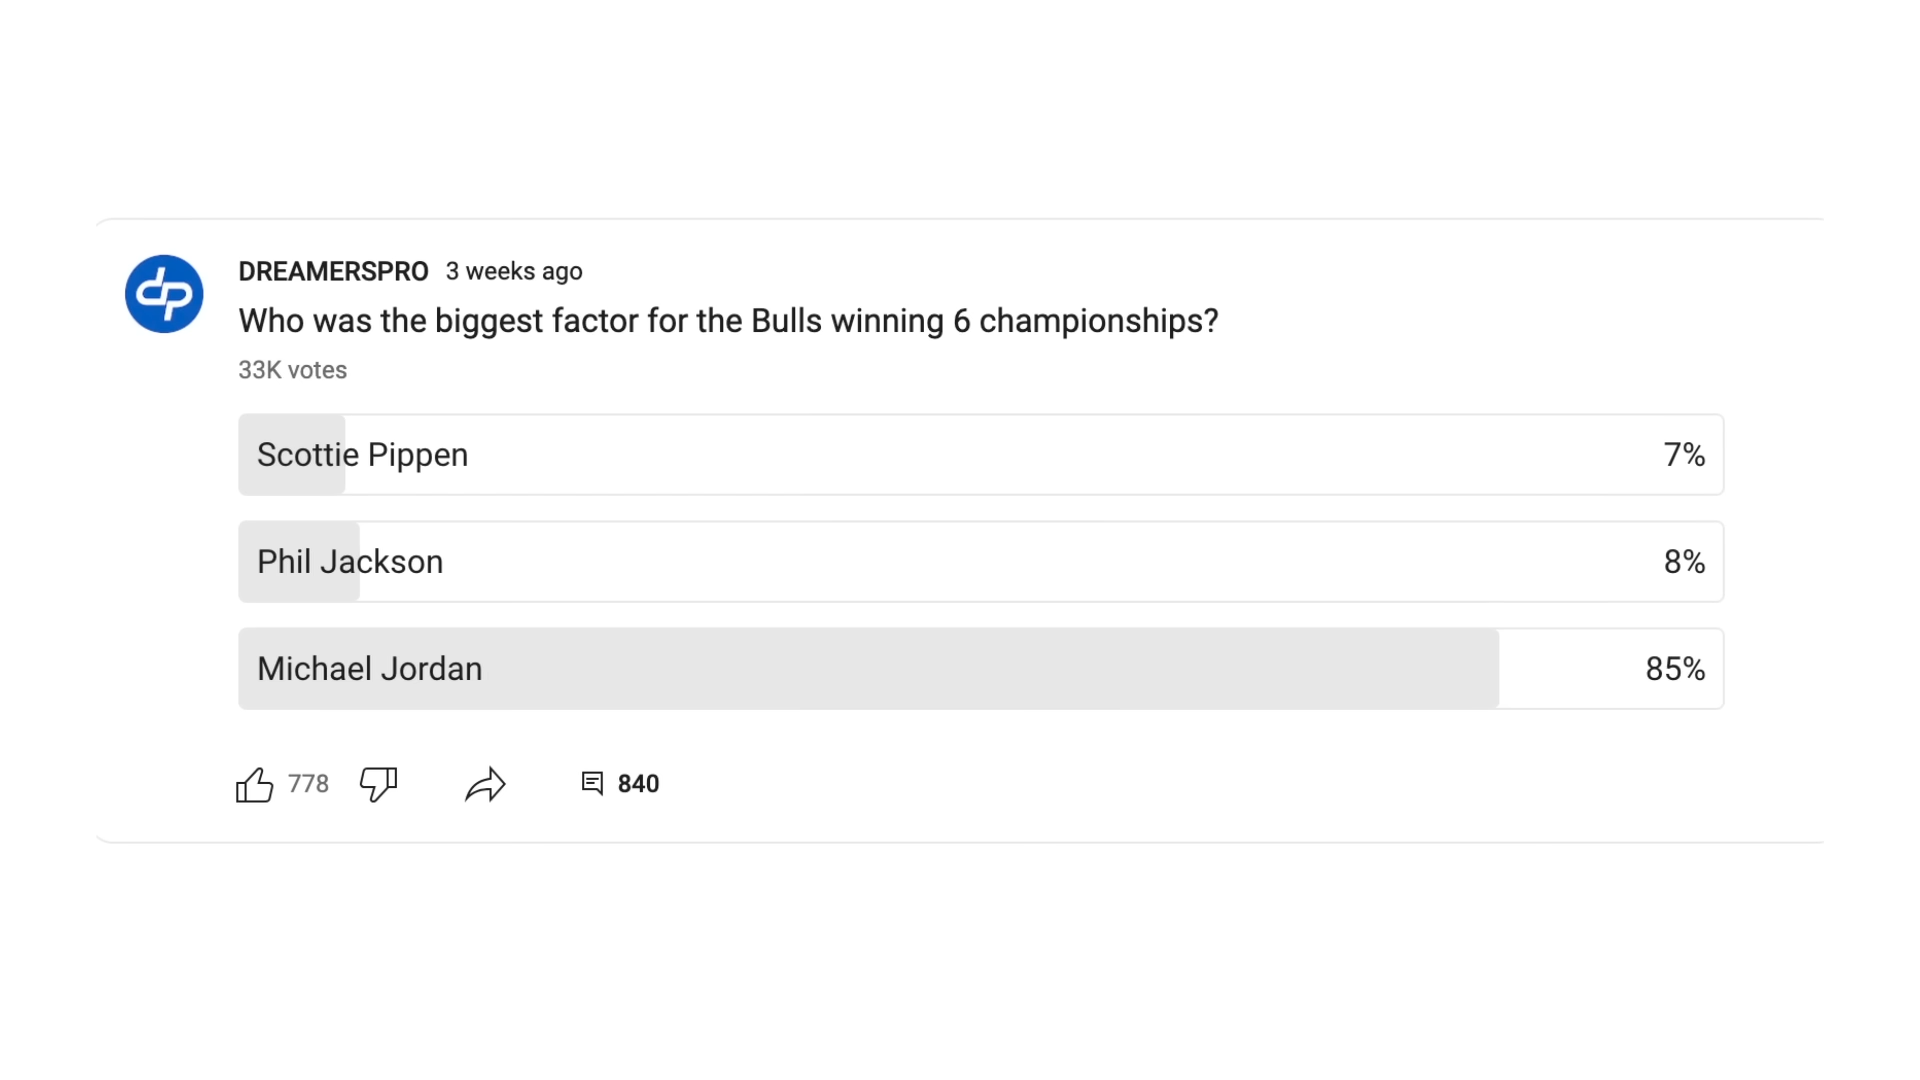 dp
DREAMERSPRO 3 weeks ago
Who was the biggest factor for the Bulls winning 6 championships?
33K votes
Scottie Pippen 7%
Phil Jackson 8%
Michael Jordan 85%
778 840